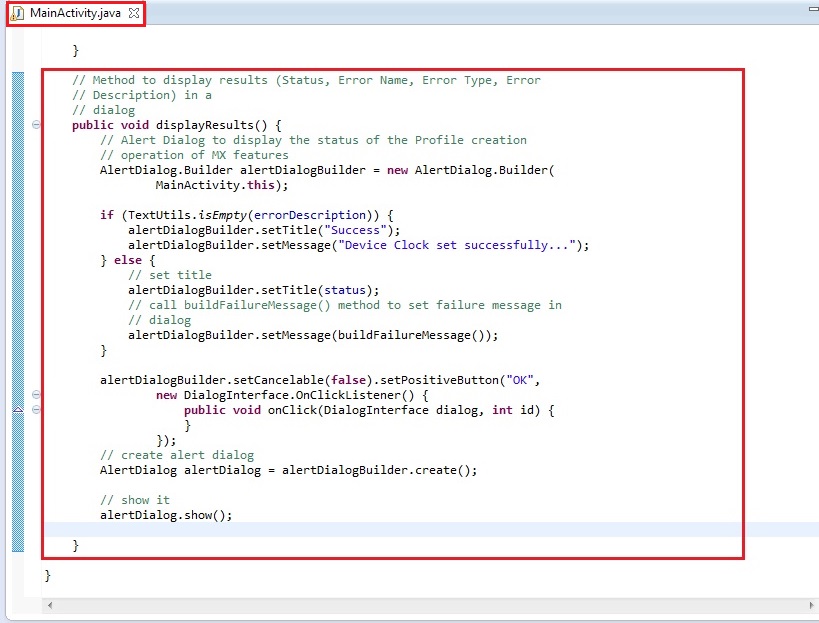 MainActivity.java
}
// Method to display results (Status, Error Name, Error Type, Error
// Description) in a
// dialog
public void displayResults() {
// Alert Dialog to display the status of the Profile creation
// operation of MX features
AlertDialog.Builder alertDialogBuilder = new AlertDialog.Builder(
MainActivity.this);
if (TextUtils.isEmpty(errorDescription)) {
alertDialogBuilder.setTitle("Success");
alertDialogBuilder.setMessage("Device Clock set successfully...");
} else {
// set title
alertDialogBuilder.setTitle(status);
// call buildFailureMessage() method to set failure message in
// dialog
alertDialogBuilder.setMessage(buildFailureMessage());
}
alertDialogBuilder.setCancelable(false).setPositiveButton("OK",
new DialogInterface.OnClickListener() {
public void onClick(DialogInterface dialog, int id) {
}
});
// create alert dialog
AlertDialog alertDialog = alertDialogBuilder.create();
// show it
alertDialog.show();
}
}